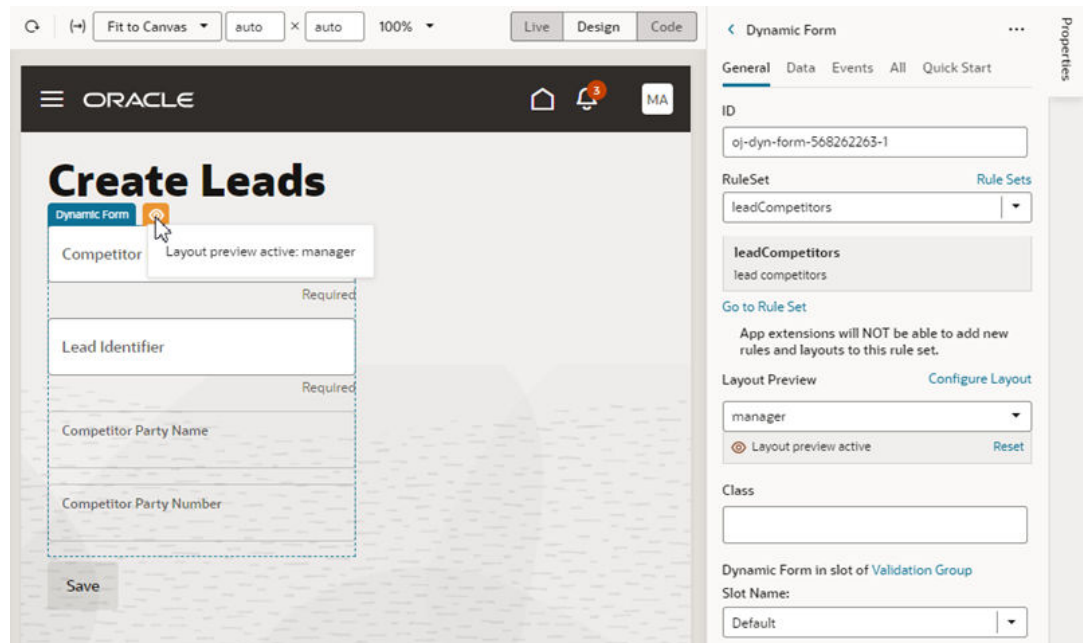 Fit to Canvas auto × auto 100% Live Design Code
ORACLE 3 MA
Create Leads
Dynamic Form
Competitor
Layout preview active: manager
Required
Lead Identifier
Required
Competitor Party Name
Competitor Party Number
Save
Dynamic Form
Properties
General Data Events All Quick Start
ID
oj-dyn-form-568262263-1
RuleSet Rule Sets
leadCompetitors
leadCompetitors
lead competitors
Go to Rule Set
App extensions will NOT be able to add new
rules and layouts to this rule set.
Layout Preview Configure Layout
manager
Layout preview active Reset
Class
Dynamic Form in slot of Validation Group
Slot Name:
Default